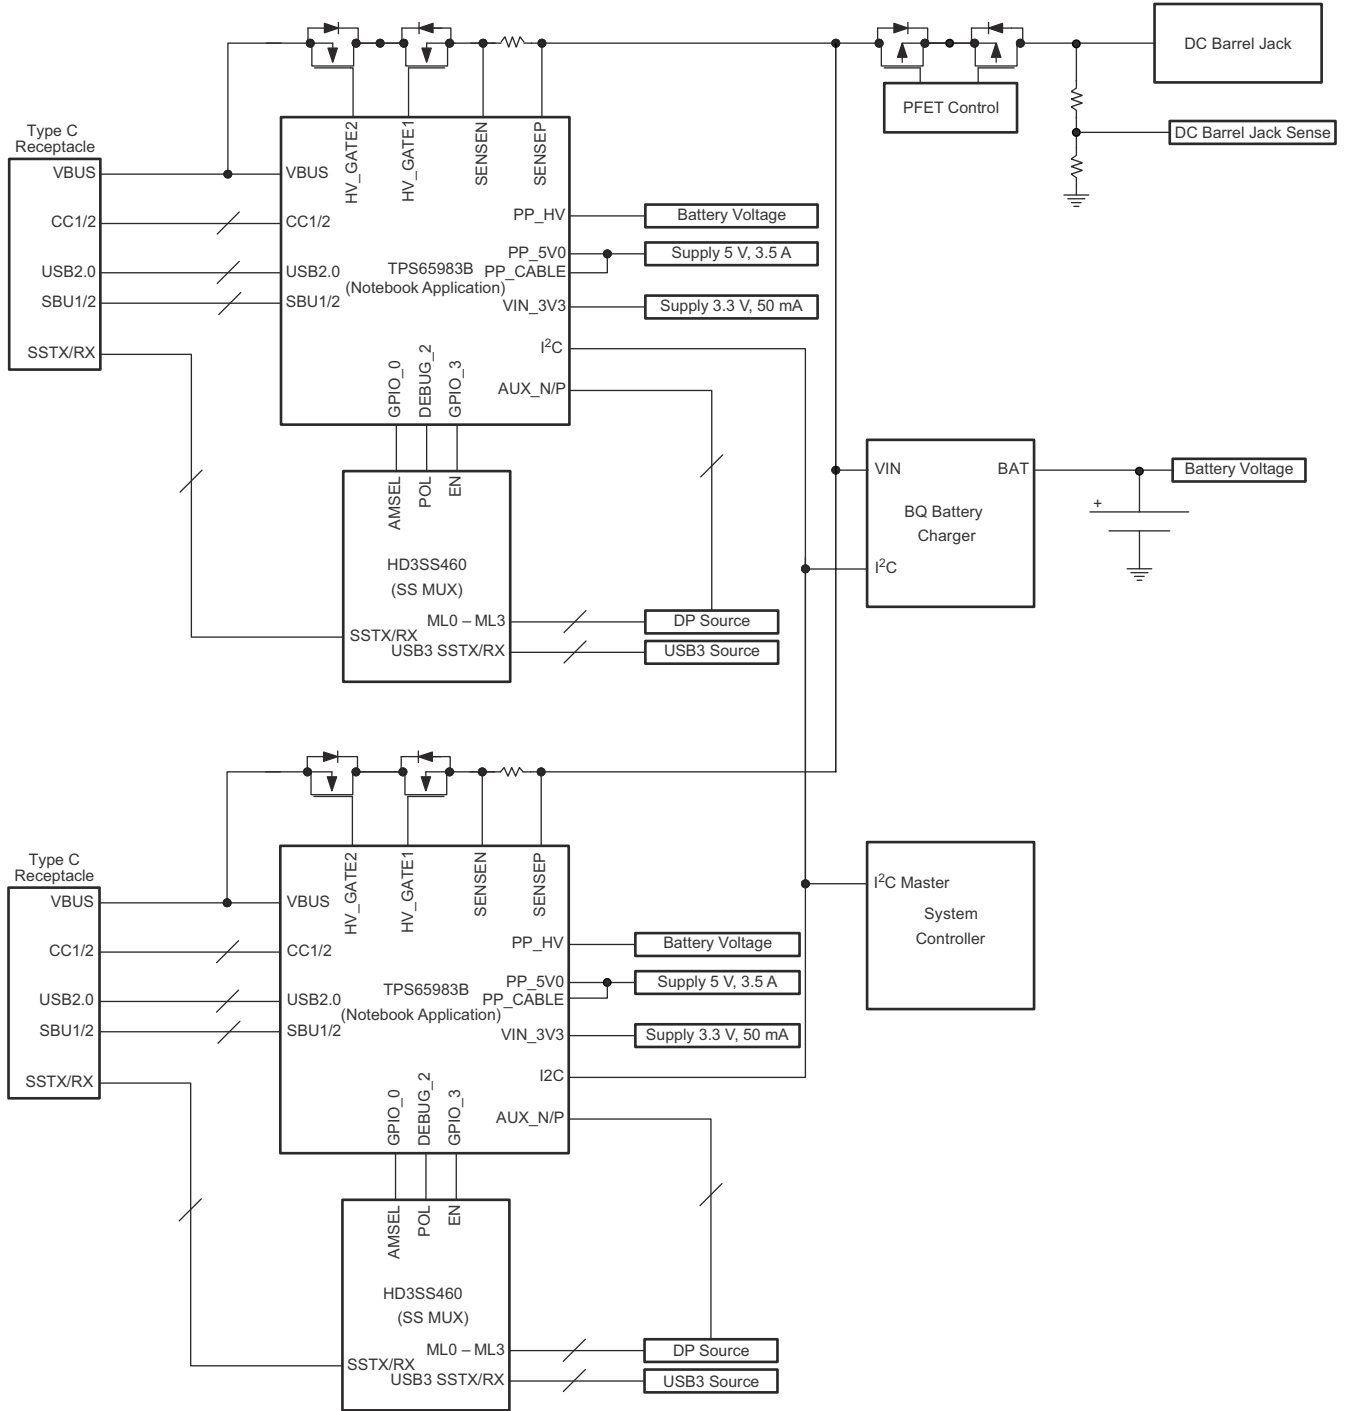 DC Barrel Jack
PFET Control
DC Barrel Jack Sense
Type C
Receptacle
VBUS
CC1/2
USB2.0
SBU1/2
SSTX/RX
HV_GATE2
HV_GATE1
SENSEN
SENSEP
VBUS
CC1/2
USB2.0
SBU1/2
TPS65983B
(Notebook Application)
PP_HV
PP_5V0
PP_CABLE
VIN_3V3
I²C
AUX_N/P
GPIO_0
DEBUG_2
GPIO_3
Battery Voltage
Supply 5 V, 3.5 A
Supply 3.3 V, 50 mA
AMSEL
POL
EN
HD3SS460
(SS MUX)
ML0 – ML3
SSTX/RX
USB3 SSTX/RX
DP Source
USB3 Source
VIN
BAT
BQ Battery
Charger
I²C
Battery Voltage
+
Type C
Receptacle
VBUS
CC1/2
USB2.0
SBU1/2
SSTX/RX
HV_GATE2
HV_GATE1
SENSEN
SENSEP
VBUS
CC1/2
USB2.0
SBU1/2
TPS65983B
(Notebook Application)
PP_HV
PP_5V0
PP_CABLE
VIN_3V3
I2C
AUX_N/P
GPIO_0
DEBUG_2
GPIO_3
Battery Voltage
Supply 5 V, 3.5 A
Supply 3.3 V, 50 mA
I²C Master
System
Controller
AMSEL
POL
EN
HD3SS460
(SS MUX)
ML0 – ML3
SSTX/RX
USB3 SSTX/RX
DP Source
USB3 Source